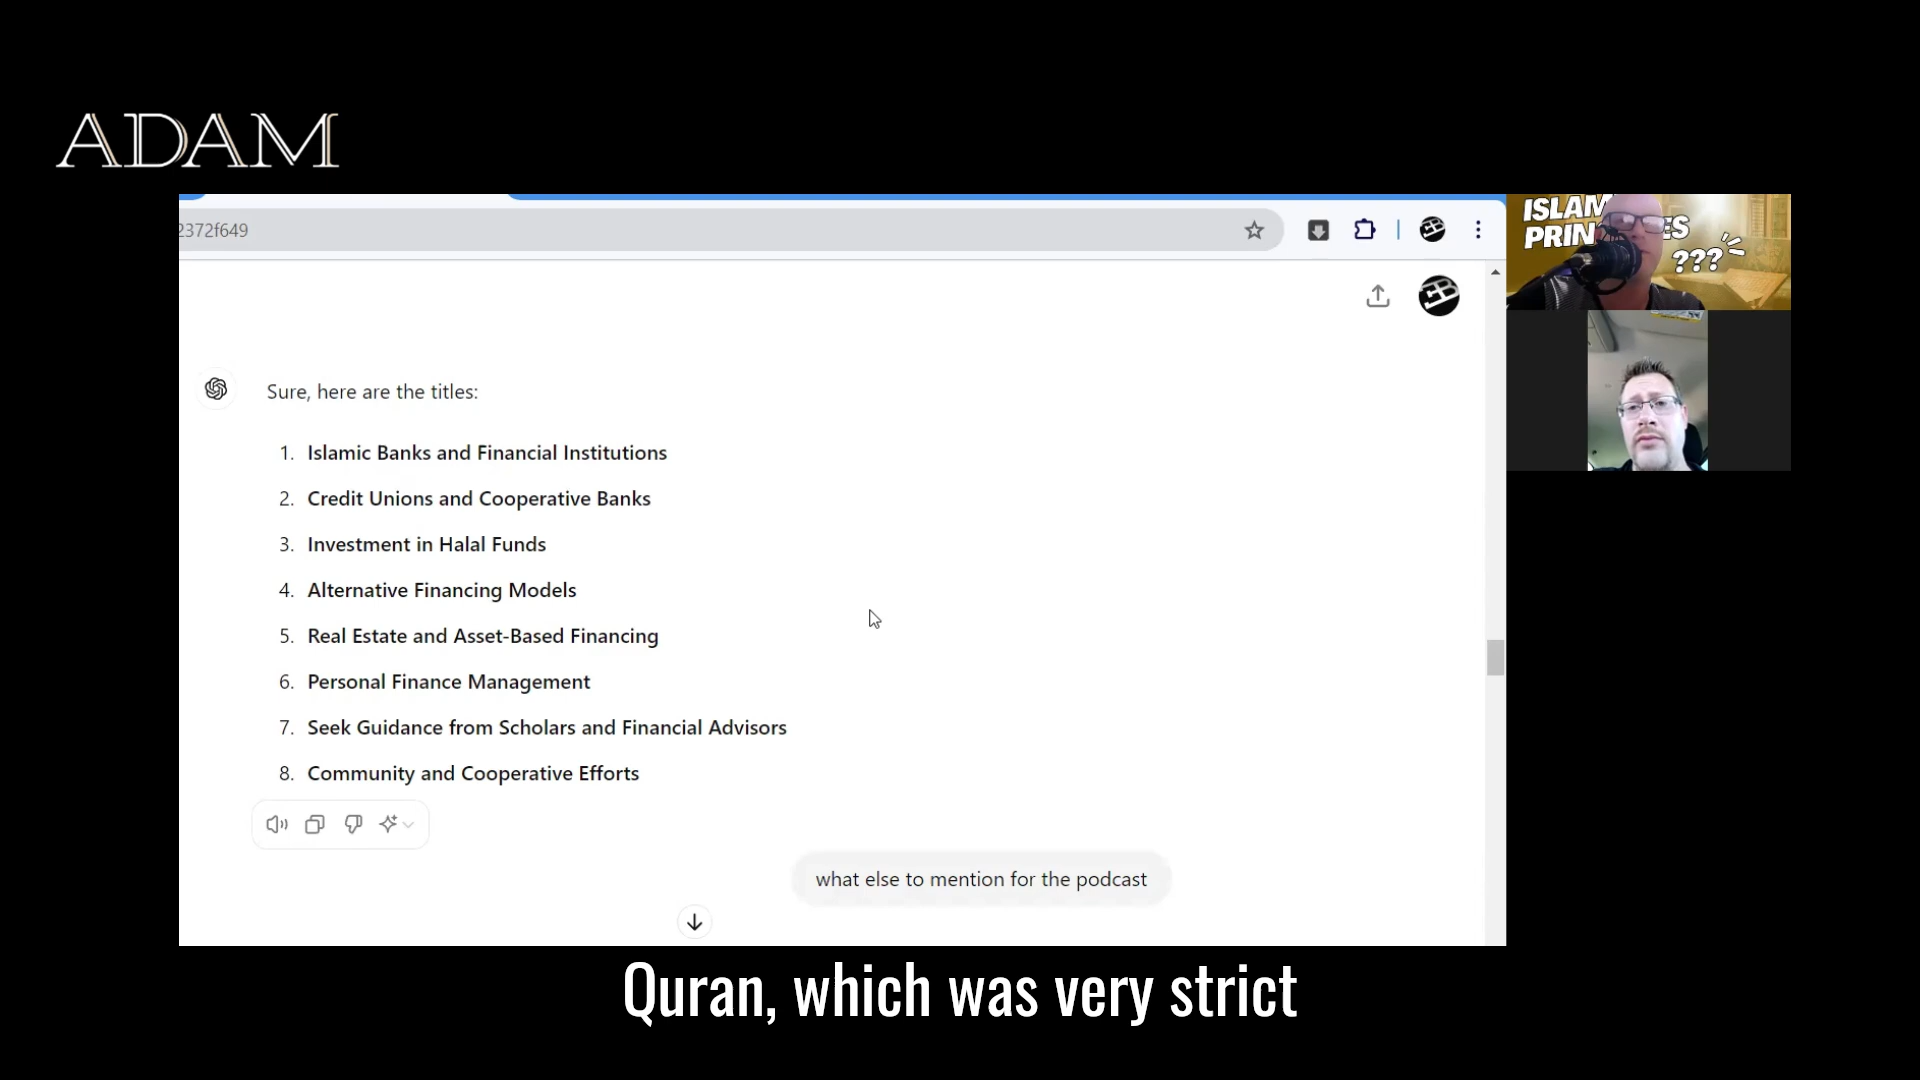 ADAM
2372f649
ISLAM
PRIN ES
???
Sure, here are the titles:
1. Islamic Banks and Financial Institutions
2. Credit Unions and Cooperative Banks
3. Investment in Halal Funds
4. Alternative Financing Models
5. Real Estate and Asset-Based Financing
6. Personal Finance Management
7. Seek Guidance from Scholars and Financial Advisors
8. Community and Cooperative Efforts
what else to mention for the podcast
Quran, which was very strict